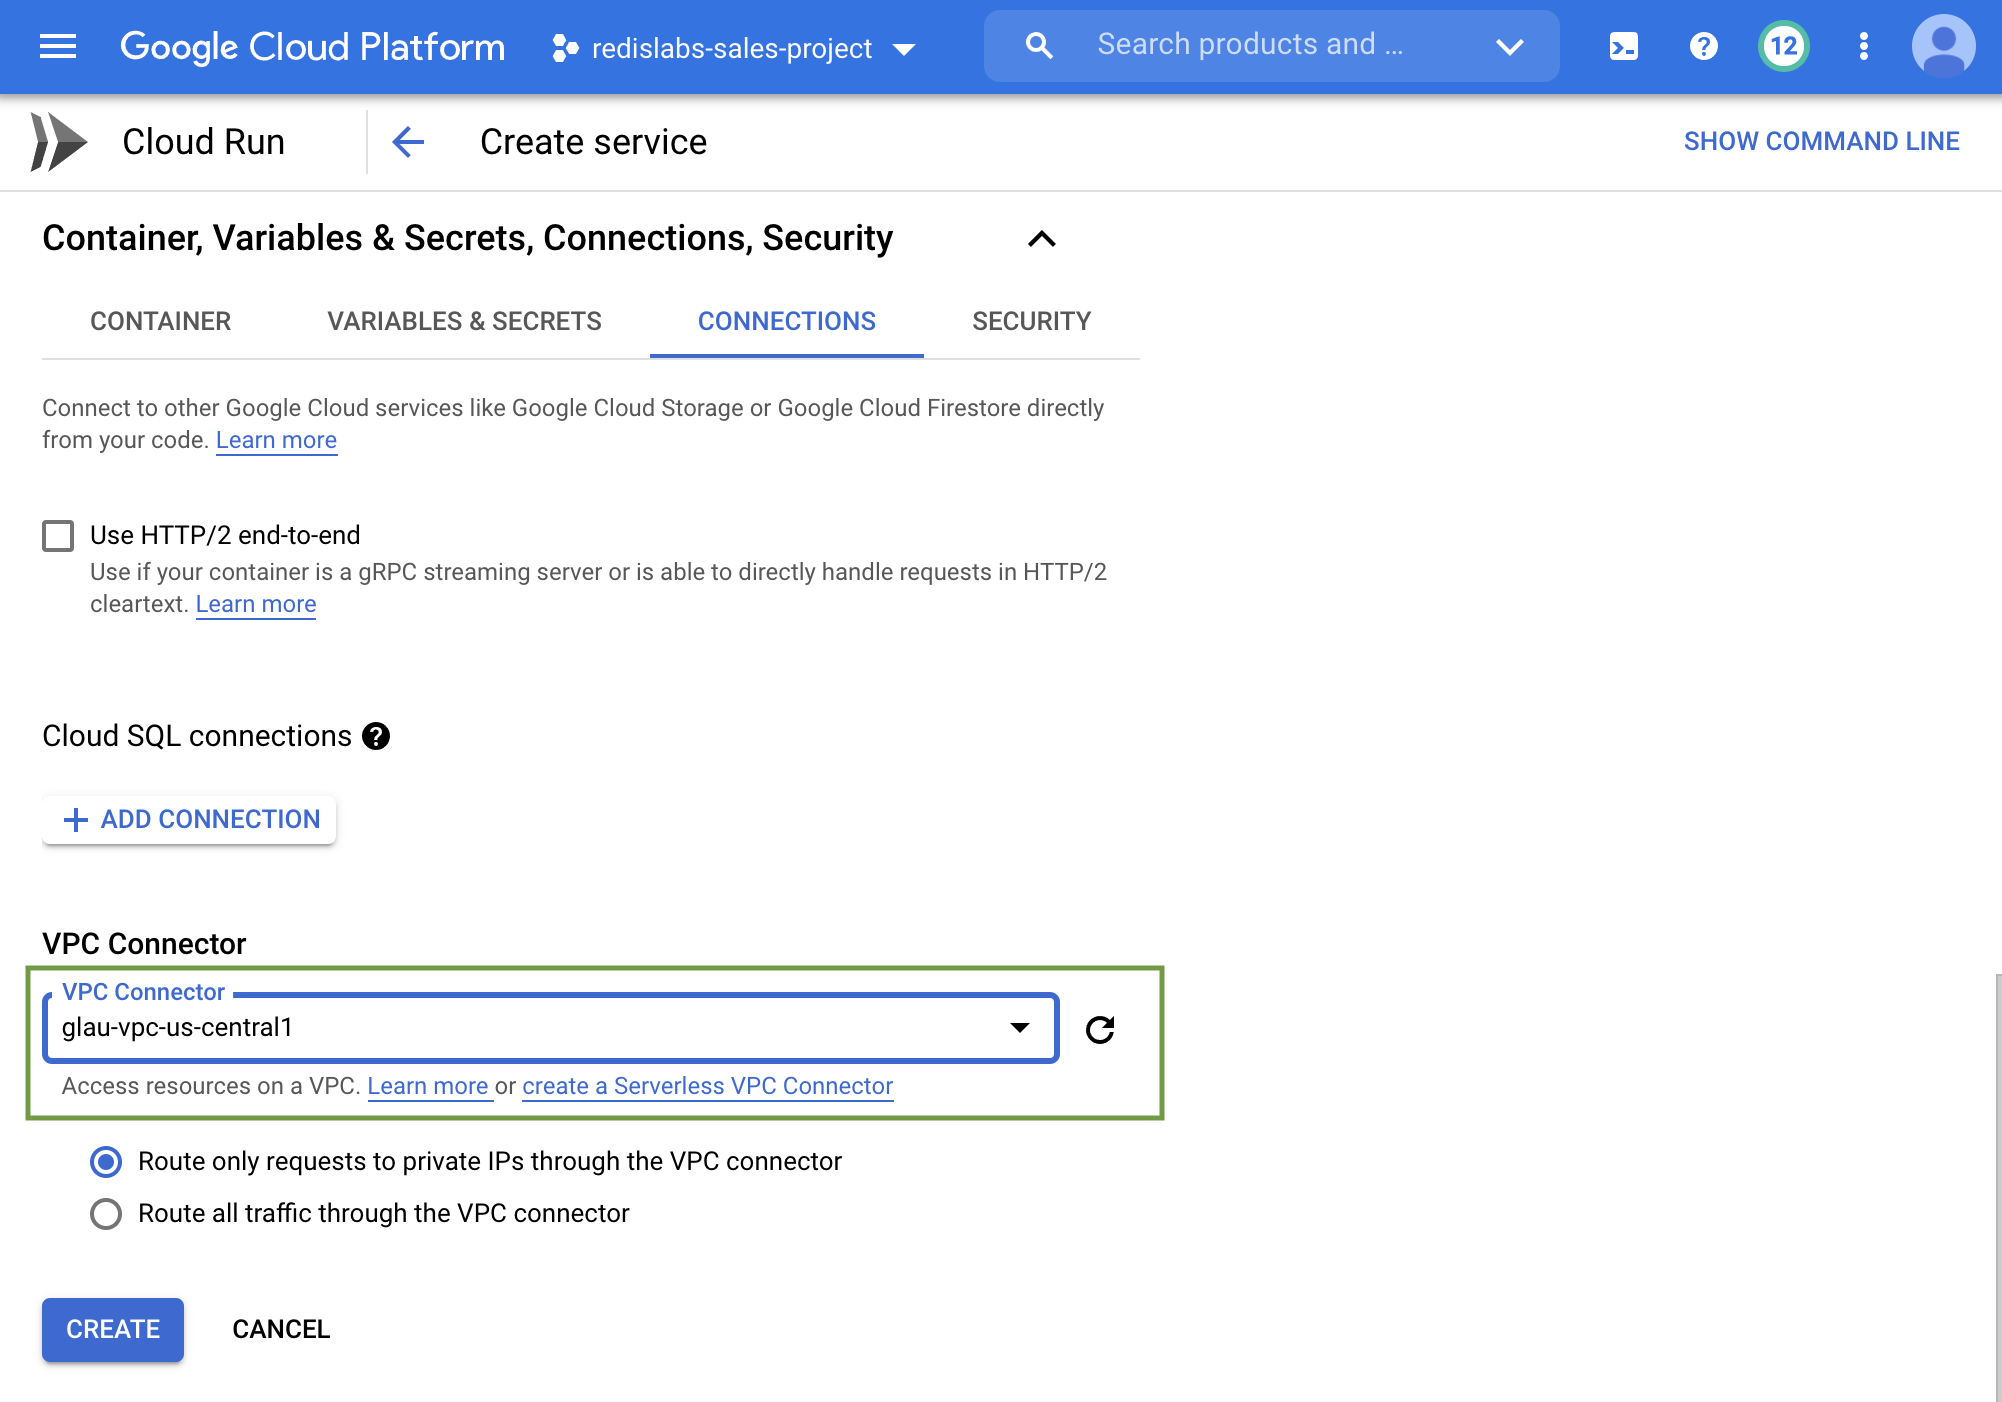 Google Cloud Platform redislabs-sales-project Search products and ... 12
Cloud Run Create service SHOW COMMAND LINE
Container, Variables & Secrets, Connections, Security
CONTAINER VARIABLES & SECRETS CONNECTIONS SECURITY
Connect to other Google Cloud services like Google Cloud Storage or Google Cloud Firestore directly
from your code. Learn more
Use HTTP/2 end-to-end
Use if your container is a gRPC streaming server or is able to directly handle requests in HTTP/2
cleartext. Learn more
Cloud SQL connections
ADD CONNECTION
VPC Connector
VPC Connector
glau-vpc-us-central1
Access resources on a VPC. Learn more or create a Serverless VPC Connector
Route only requests to private IPs through the VPC connector
Route all traffic through the VPC connector
CREATE CANCEL